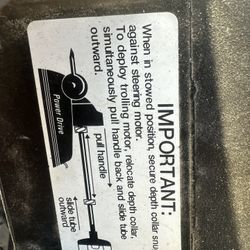 IMPORTANT:
When in stowed position, secure depth collar snu
against steering motor.
To deploy trolling motor, relocate depth collar,
simultaneously pull handle back and slide tube
outward.
Power Drive
pull handle
slide tube
outward